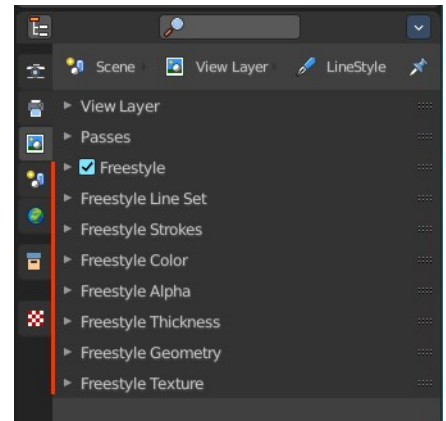 Scene View Layer LineStyle
View Layer
Passes
Freestyle
Freestyle Line Set
Freestyle Strokes
Freestyle Color
Freestyle Alpha
Freestyle Thickness
Freestyle Geometry
Freestyle Texture